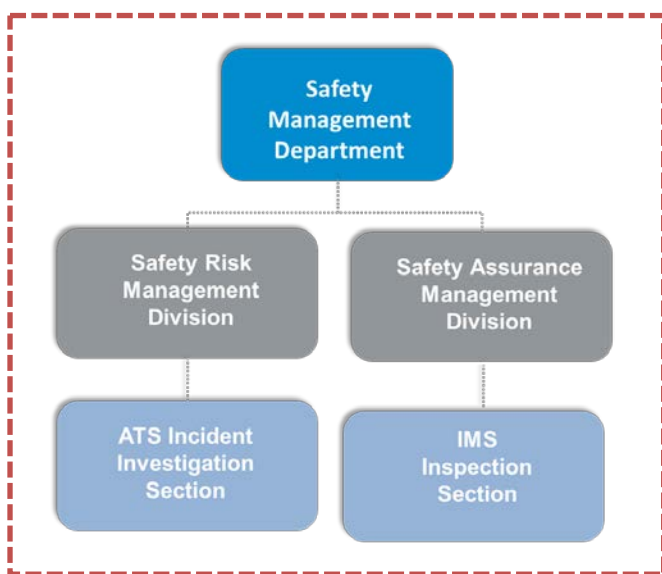 Safety
Management
Department
Safety Risk
Management
Division
Safety Assurance
Management
Division
ATS Incident
Investigation
Section
IMS
Inspection
Section